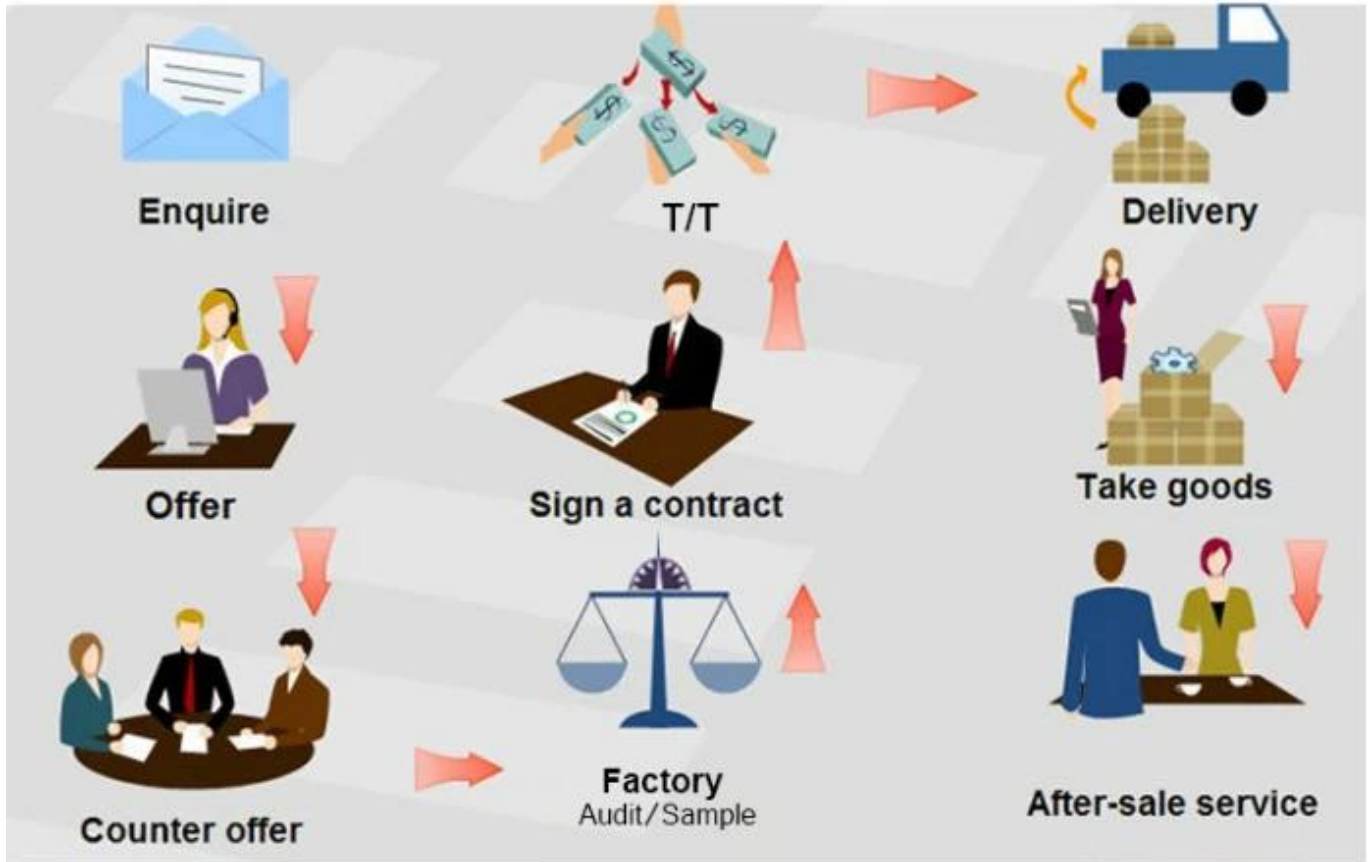 Enquire
T/T
Delivery
Offer
Sign a contract
Take goods
Counter offer
Factory
Audit/Sample
After-sale service